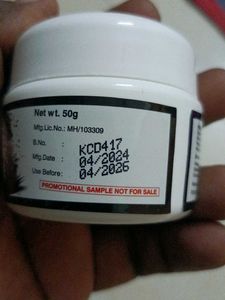 Net wt. 50g
Mfg.Lic.No.: MH/103309
B.No. : KCD417
Mfg.Date : 04/2024
Use Before: 04/2026
PROMOTIONAL SAMPLE NOT FOR SALE